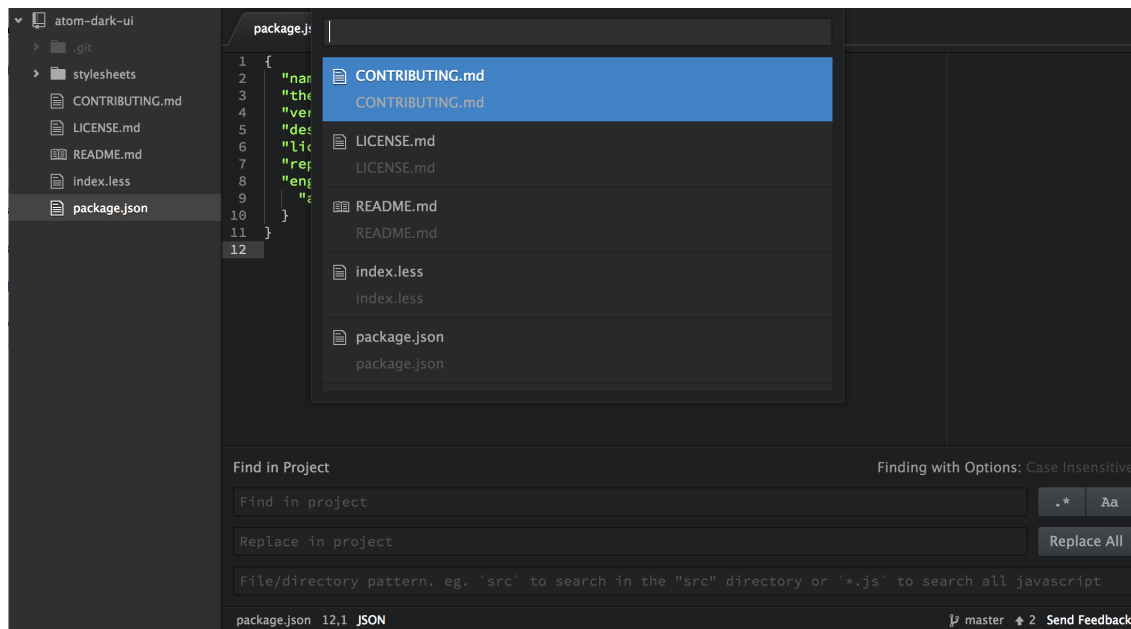 atom-dark-ui
.git
stylesheets
CONTRIBUTING.md
LICENSE.md
README.md
index.less
package.json
package.js
1 {
2 "nam
3 "the
4 "ver
5 "des
6 "lic
7 "rep
8 "eng
9 "a
10 }
11 }
12
CONTRIBUTING.md
CONTRIBUTING.md
LICENSE.md
LICENSE.md
README.md
README.md
index.less
index.less
package.json
package.json
Find in Project
Finding with Options: Case Insensitive
Find in project
.* Aa
Replace in project
Replace All
File/directory pattern. eg. `src` to search in the "src" directory or `*.js` to search all javascript
package.json 12,1 JSON
master 2 Send Feedback